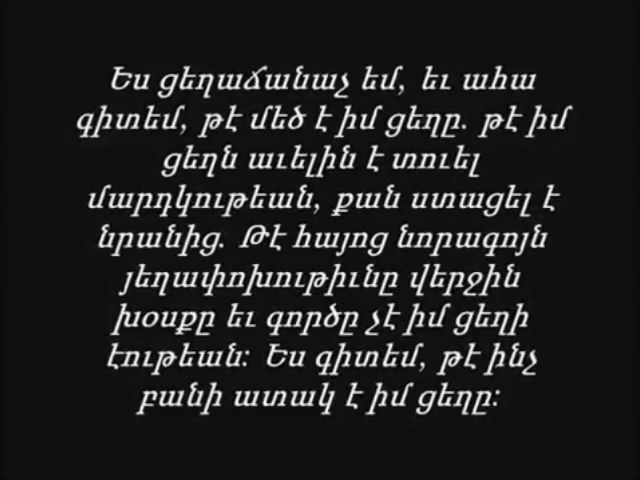 Ես ցեղաճանաչ եմ, եւ ահա
գիտեմ, թէ մեծ է իմ ցեղը. թէ իմ
ցեղն աւելին է տուել
մարդկութեան, քան ստացել է
նրանից. Թէ հայոց նորագոյն
յեղափոխութիւնը վերջին
խօսքը եւ գործը չէ իմ ցեղի
էութեան: Ես գիտեմ, թէ ինչ
բանի ատակ է իմ ցեղը: